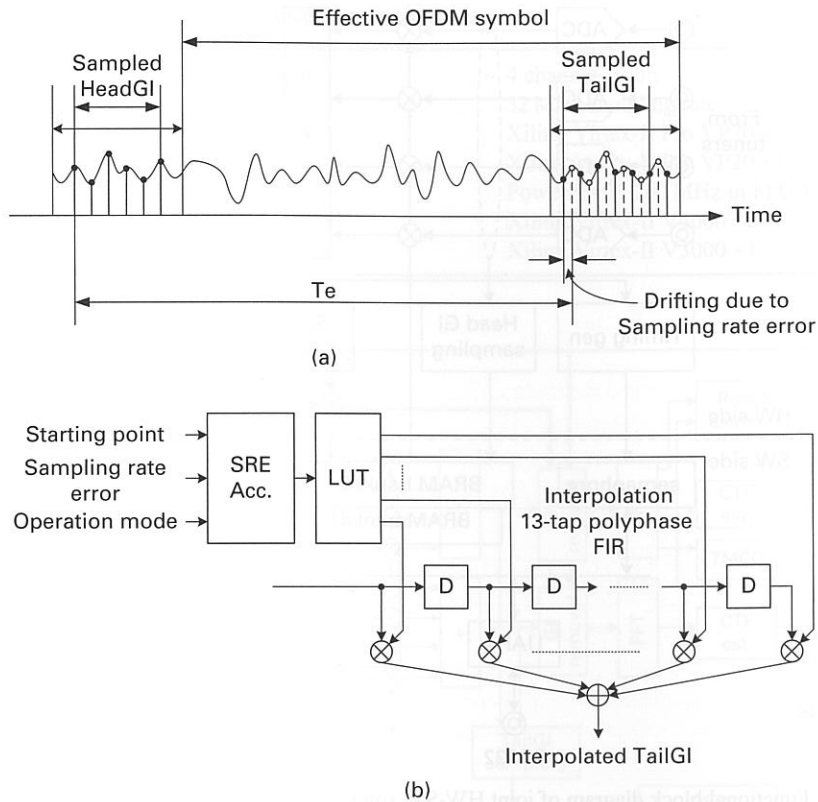 Effective OFDM symbol
Sampled
HeadGI
Sampled
TailGI
Time
Te
Drifting due to
Sampling rate error
(a)
Starting point
Sampling rate
error
Operation mode
SRE
Acc.
LUT
Interpolation
13-tap polyphase
FIR
D
D
D
Interpolated TailGI
(b)